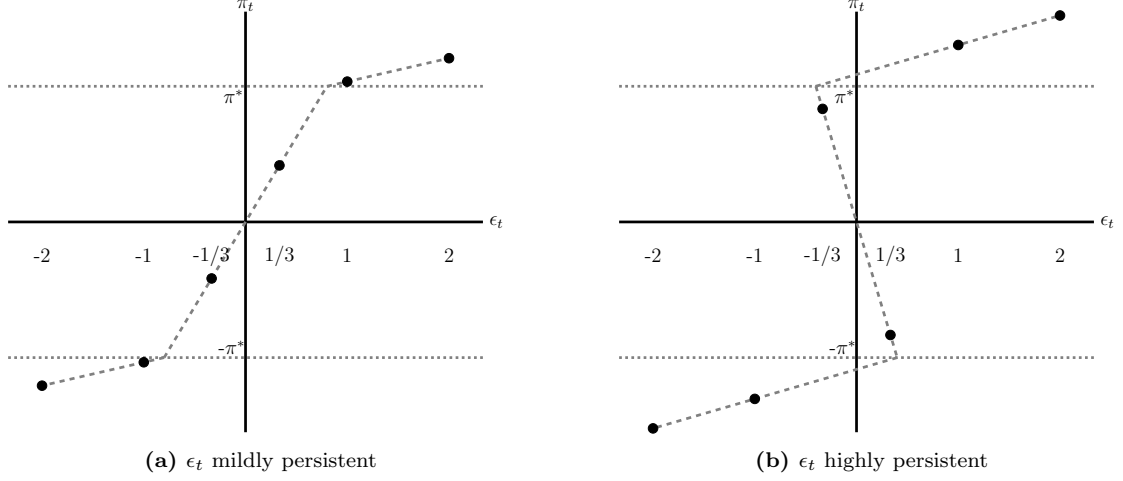 π_t π_t
π* π*
ϵ_t ϵ_t
-2 -1 -1/3 1/3 1 2 -2 -1 -1/3 1/3 1 2
-π* -π*
(a) ϵ_t mildly persistent (b) ϵ_t highly persistent